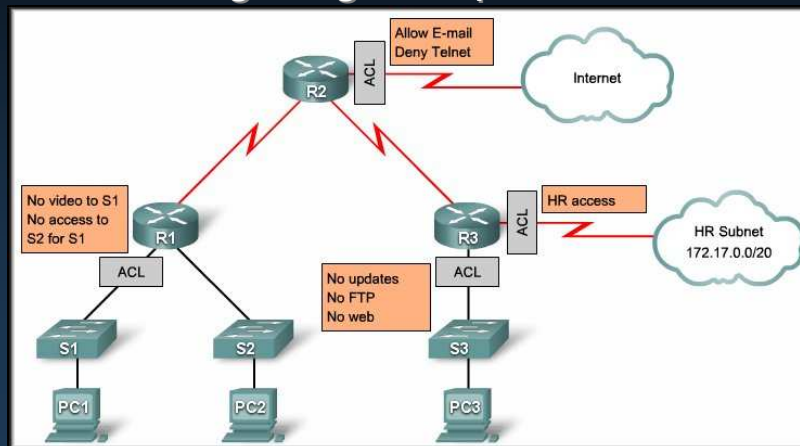 Allow E-mail
Deny Telnet
ACL
R2
Internet
No video to S1
No access to
S2 for S1
R1
ACL
HR access
ACL
R3
HR Subnet
172.17.0.0/20
No updates
No FTP
No web
ACL
S1
S2
S3
PC1
PC2
PC3